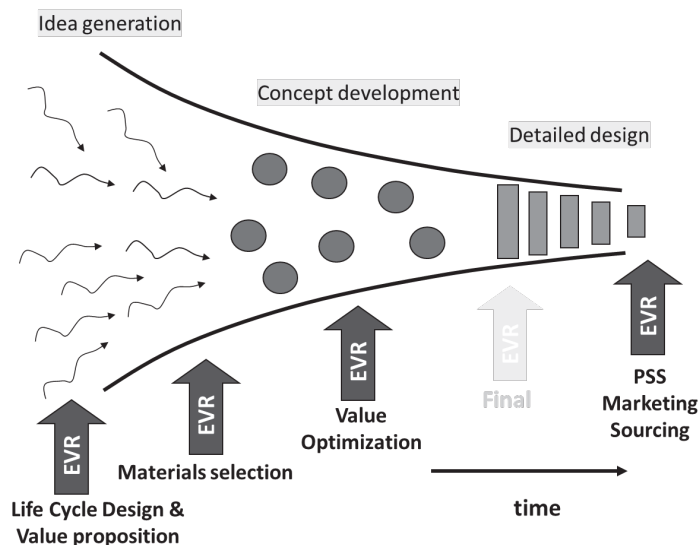 Idea generation
Concept development
Detailed design
EVR
Life Cycle Design &
Value proposition
EVR
Materials selection
EVR
Value
Optimization
EVR
Final
EVR
PSS
Marketing
Sourcing
time